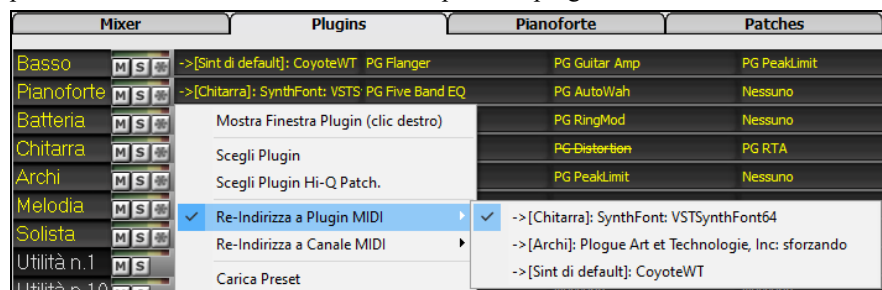 Mixer Plugins Pianoforte Patches
Basso M S ->[Sint di default]: CoyoteWT PG Flanger PG Guitar Amp PG PeakLimit
Pianoforte M S ->[Chitarra]: SynthFont: VSTS PG Five Band EQ PG AutoWah Nessuno
Batteria M S Mostra Finestra Plugin (clic destro) PG RingMod Nessuno
Chitarra M S Scegli Plugin PG Distortion PG RTA
Archi M S Scegli Plugin Hi-Q Patch. PG PeakLimit Nessuno
Melodia M S Re-Indirizza a Plugin MIDI ->[Chitarra]: SynthFont: VSTSynthFont64
Solista M S Re-Indirizza a Canale MIDI ->[Archi]: Plogue Art et Technologie, Inc: sforzando
Utilità n.1 M S ->[Sint di default]: CoyoteWT
Carica Preset